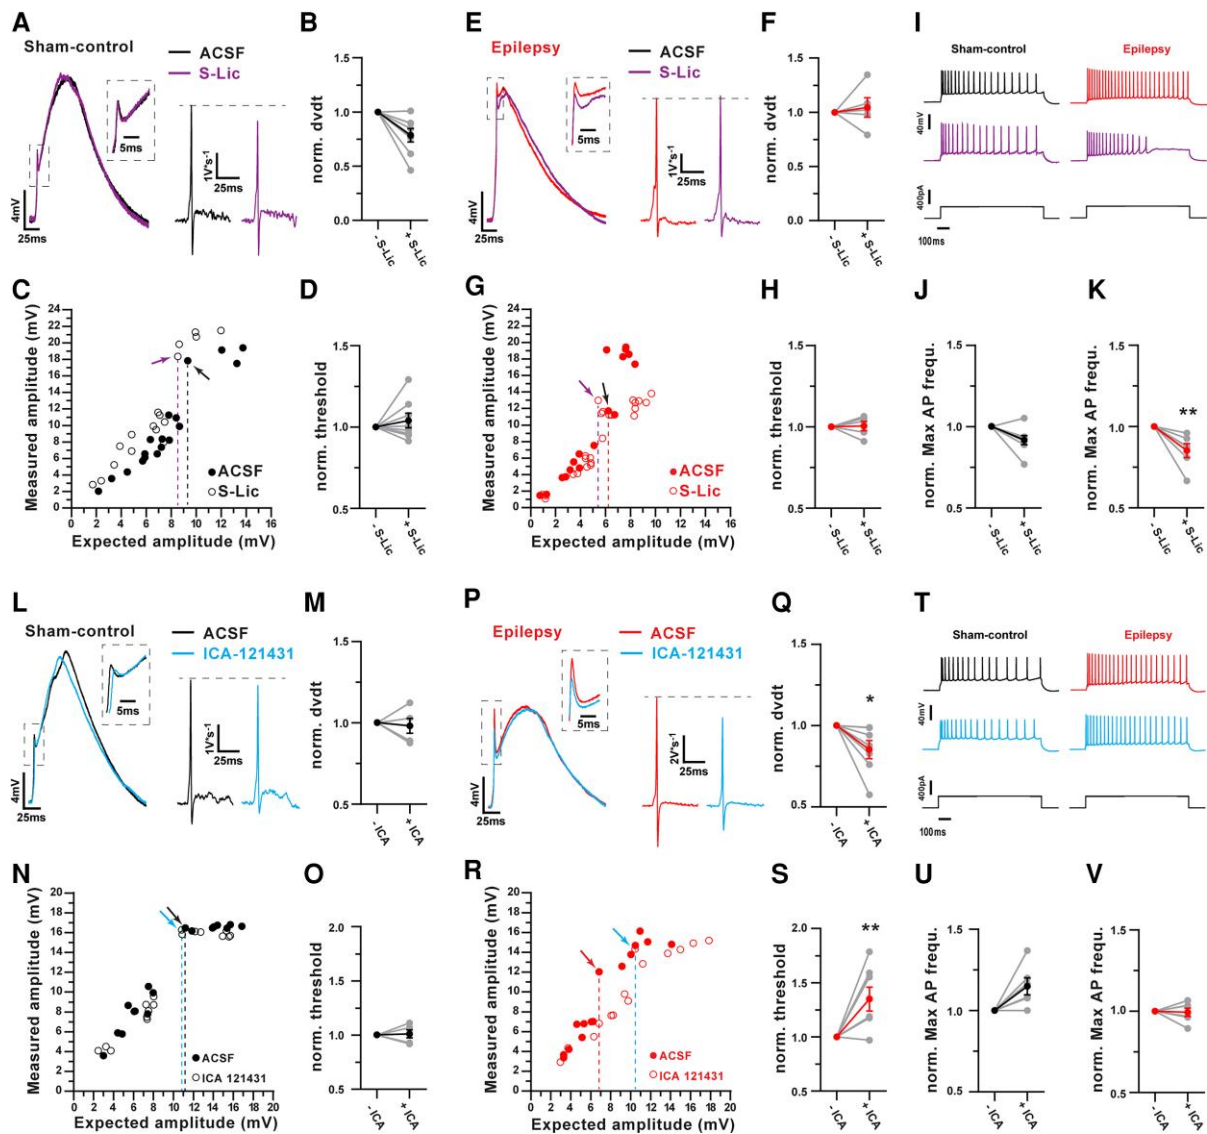 A
Sham-control
ACSF
S-Lic
5ms
4mV
25ms
1V*s-1
25ms
B
norm. dvdt
1.5
1.0
0.5
0.0
- S-Lic
+ S-Lic
E
Epilepsy
ACSF
S-Lic
5ms
4mV
25ms
1V*s-1
25ms
F
norm. dvdt
1.5
1.0
0.5
0.0
- S-Lic
+ S-Lic
I
Sham-control
Epilepsy
40mV
400pA
100ms
C
Measured amplitude (mV)
24
22
20
18
16
14
12
10
8
6
4
2
0
ACSF
S-Lic
0 2 4 6 8 10 12 14 16
Expected amplitude (mV)
D
norm. threshold
1.5
1.0
0.5
- S-Lic
+ S-Lic
G
Measured amplitude (mV)
24
22
20
18
16
14
12
10
8
6
4
2
0
ACSF
S-Lic
0 2 4 6 8 10 12 14 16
Expected amplitude (mV)
H
norm. threshold
1.5
1.0
0.5
- S-Lic
+ S-Lic
J
norm. Max AP frequ.
1.5
1.0
0.5
- S-Lic
+ S-Lic
K
norm. Max AP frequ.
1.5
**
1.0
0.5
- S-Lic
+ S-Lic
L
Sham-control
ACSF
ICA-121431
5ms
4mV
25ms
1V*s-1
25ms
M
norm. dvdt
1.5
1.0
0.5
- ICA
+ ICA
P
Epilepsy
ACSF
ICA-121431
5ms
4mV
25ms
2V*s-1
25ms
Q
norm. dvdt
1.5
*
1.0
0.5
- ICA
+ ICA
T
Sham-control
Epilepsy
40mV
400pA
100ms
N
Measured amplitude (mV)
20
18
16
14
12
10
8
6
4
2
0
ACSF
ICA 121431
0 2 4 6 8 10 12 14 16 18 20
Expected amplitude (mV)
O
norm. threshold
2.0
1.5
1.0
0.5
- ICA
+ ICA
R
Measured amplitude (mV)
20
18
16
14
12
10
8
6
4
2
0
ACSF
ICA 121431
0 2 4 6 8 10 12 14 16 18 20
Expected amplitude (mV)
S
norm. threshold
2.0
**
1.5
1.0
0.5
- ICA
+ ICA
U
norm. Max AP frequ.
1.5
1.0
0.5
- ICA
+ ICA
V
norm. Max AP frequ.
1.5
1.0
0.5
- ICA
+ ICA